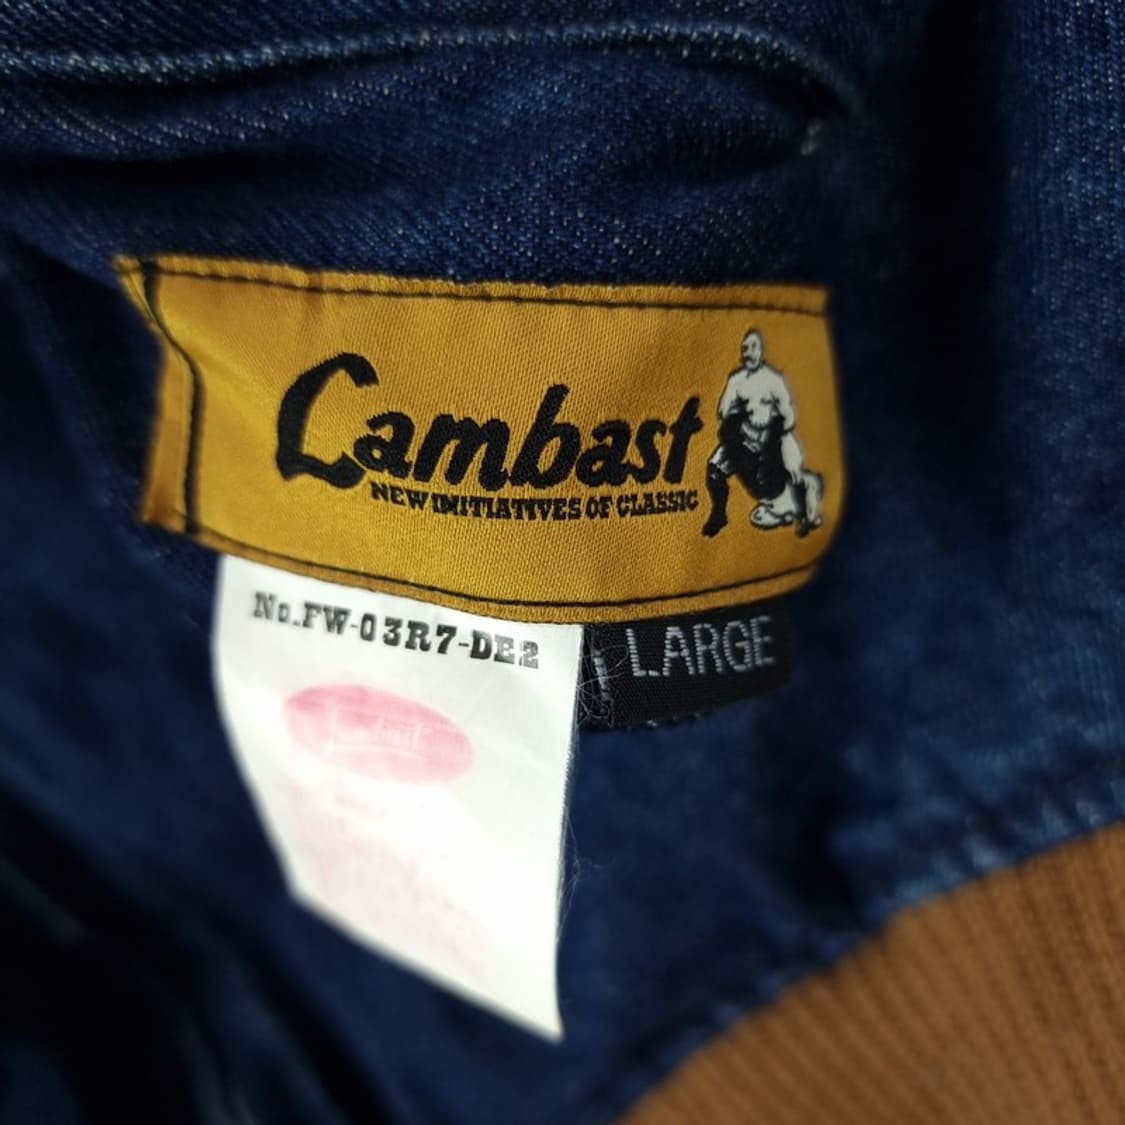 Cambast
NEW INITIATIVES OF CLASSIC
No.FW-03R7-DE2
LARGE